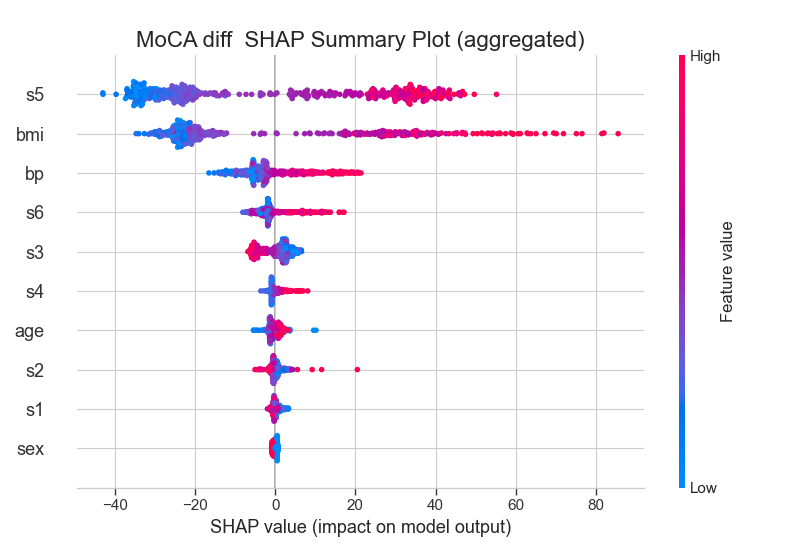 MoCA diff  SHAP Summary Plot (aggregated)
High
s5
bmi
bp
s6
s3
s4
age
s2
s1
sex
Feature value
Low
−40 −20 0 20 40 60 80
SHAP value (impact on model output)